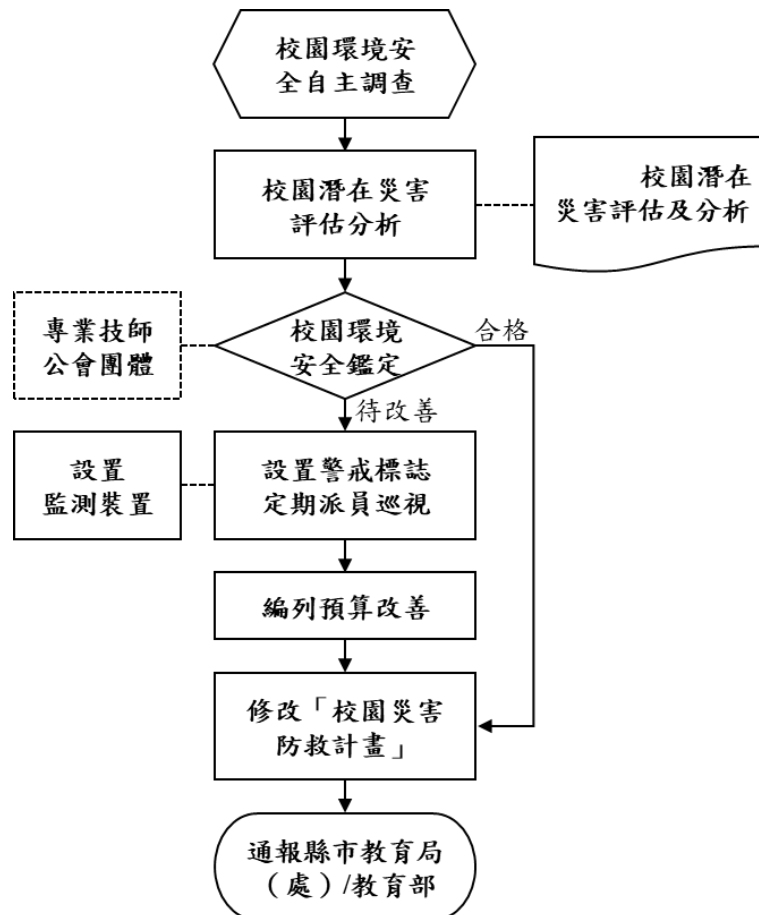 校園環境安
全自主調查
校園潛在災害
評估分析
校園潛在
災害評估及分析
專業技師
公會團體
校園環境
安全鑑定
合格
待改善
設置
監測裝置
設置警戒標誌
定期派員巡視
編列預算改善
修改「校園災害
防救計畫」
通報縣市教育局
（處）/教育部